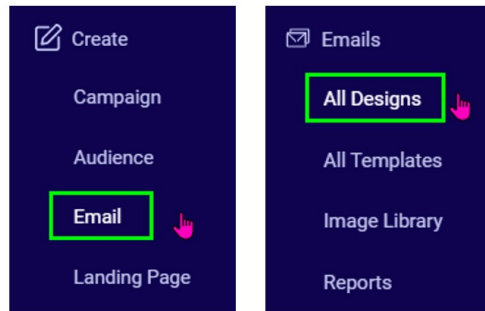 Create
Campaign
Audience
Email
Landing Page
Emails
All Designs
All Templates
Image Library
Reports